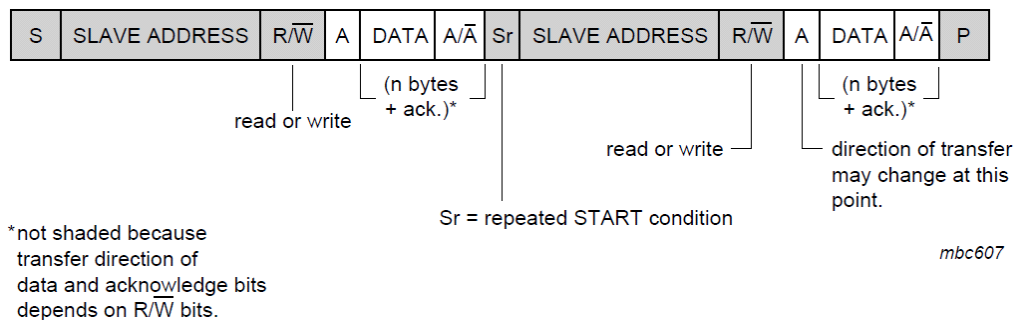 S SLAVE ADDRESS R/W̅ A DATA A/A̅ Sr SLAVE ADDRESS R/W̅ A DATA A/A̅ P
(n bytes
+ ack.)*
(n bytes
+ ack.)*
read or write
read or write
direction of transfer
may change at this
point.
Sr = repeated START condition
*not shaded because
transfer direction of
data and acknowledge bits
depends on R/W̅ bits.
mbc607